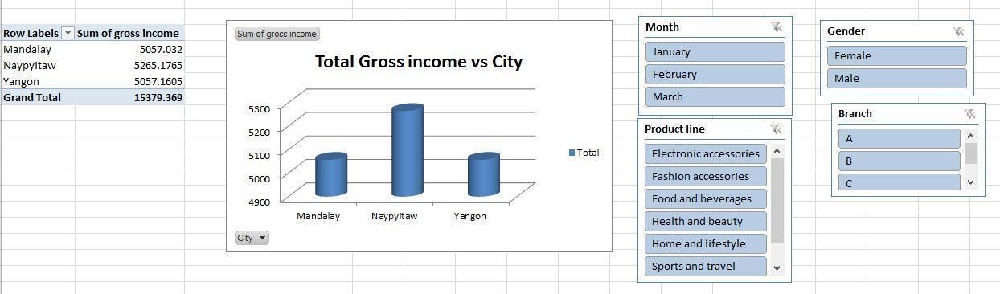 Row Labels Sum of gross income
Mandalay 5057.032
Naypyitaw 5265.1765
Yangon 5057.1605
Grand Total 15379.369
Sum of gross income
Total Gross income vs City
5300
5200
5100
5000
4900
Mandalay Naypyitaw Yangon
Total
City
Month
January
February
March
Product line
Electronic accessories
Fashion accessories
Food and beverages
Health and beauty
Home and lifestyle
Sports and travel
Gender
Female
Male
Branch
A
B
C